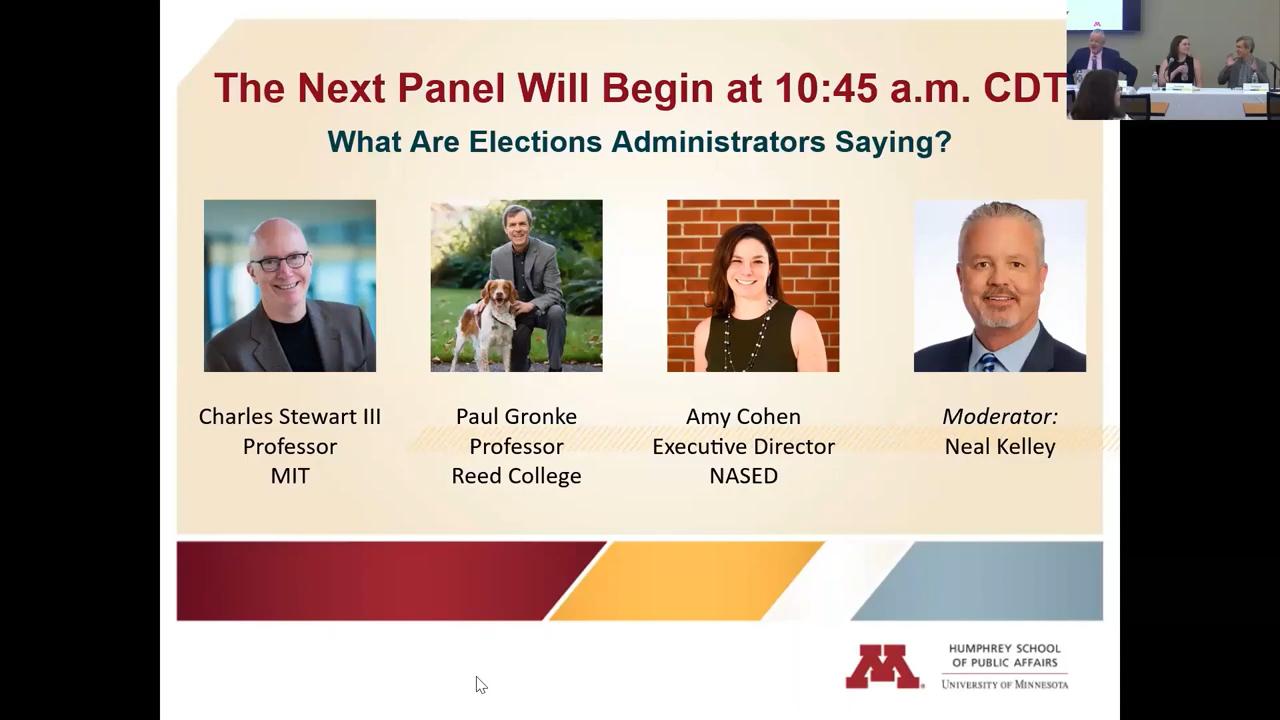 The Next Panel Will Begin at 10:45 a.m. CDT
What Are Elections Administrators Saying?
Charles Stewart III
Professor
MIT
Paul Gronke
Professor
Reed College
Amy Cohen
Executive Director
NASED
Moderator:
Neal Kelley
M
HUMPHREY SCHOOL
OF PUBLIC AFFAIRS
UNIVERSITY OF MINNESOTA